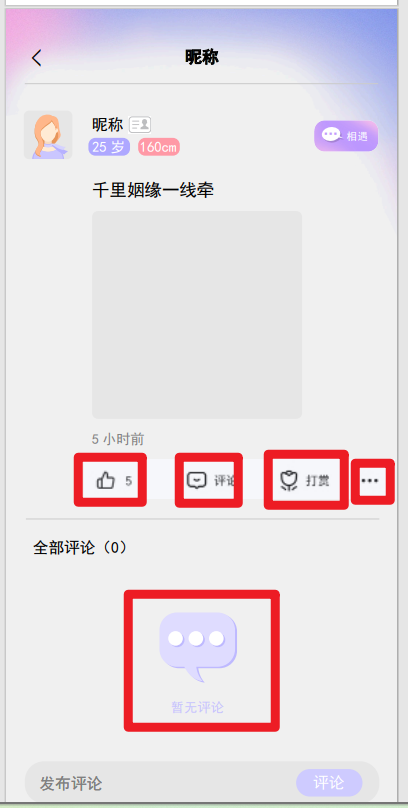 昵称
昵称
25 岁 160cm
相遇
千里姻缘一线牵
5 小时前
5 评论 打赏
全部评论（0）
暂无评论
发布评论 评论